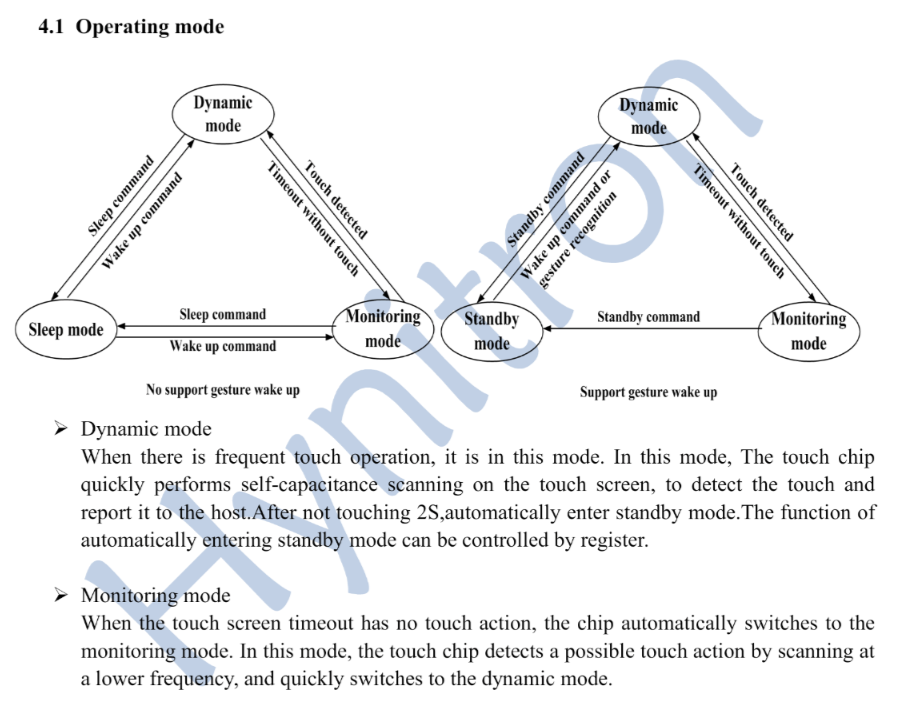 4.1 Operating mode
Dynamic
mode
Sleep command
Wake up command
Touch detected
Timeout without touch
Sleep mode
Sleep command
Wake up command
Monitoring
mode
No support gesture wake up
Dynamic
mode
Standby command
Wake up command or
gesture recognition
Touch detected
Timeout without touch
Standby
mode
Standby command
Monitoring
mode
Support gesture wake up
➢ Dynamic mode
When there is frequent touch operation, it is in this mode. In this mode, The touch chip
quickly performs self-capacitance scanning on the touch screen, to detect the touch and
report it to the host.After not touching 2S,automatically enter standby mode.The function of
automatically entering standby mode can be controlled by register.
➢ Monitoring mode
When the touch screen timeout has no touch action, the chip automatically switches to the
monitoring mode. In this mode, the touch chip detects a possible touch action by scanning at
a lower frequency, and quickly switches to the dynamic mode.
Hynitron